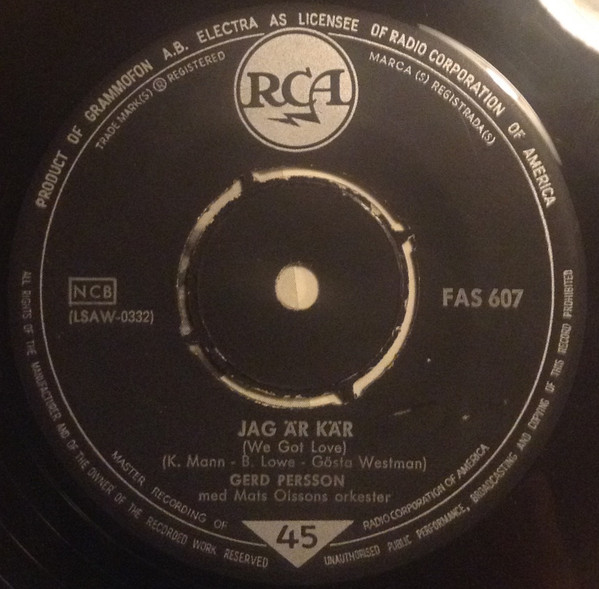 PRODUCT OF GRAMMOFON A.B. ELECTRA AS LICENSEE OF RADIO CORPORATION OF AMERICA
TRADE MARK(S) ® REGISTERED
MARCA (S) REGISTRADA(S)
RCA
NCB
(LSAW-0332)
FAS 607
JAG ÄR KÄR
(We Got Love)
(K. Mann - B. Lowe - Gösta Westman)
GERD PERSSON
med Mats Olssons orkester
MASTER RECORDING OF
RADIO CORPORATION OF AMERICA
45
ALL RIGHTS OF THE MANUFACTURER AND OF THE OWNER OF THE RECORDED WORK RESERVED
UNAUTHORISED PUBLIC PERFORMANCE, BROADCASTING AND COPYING OF THIS RECORD PROHIBITED